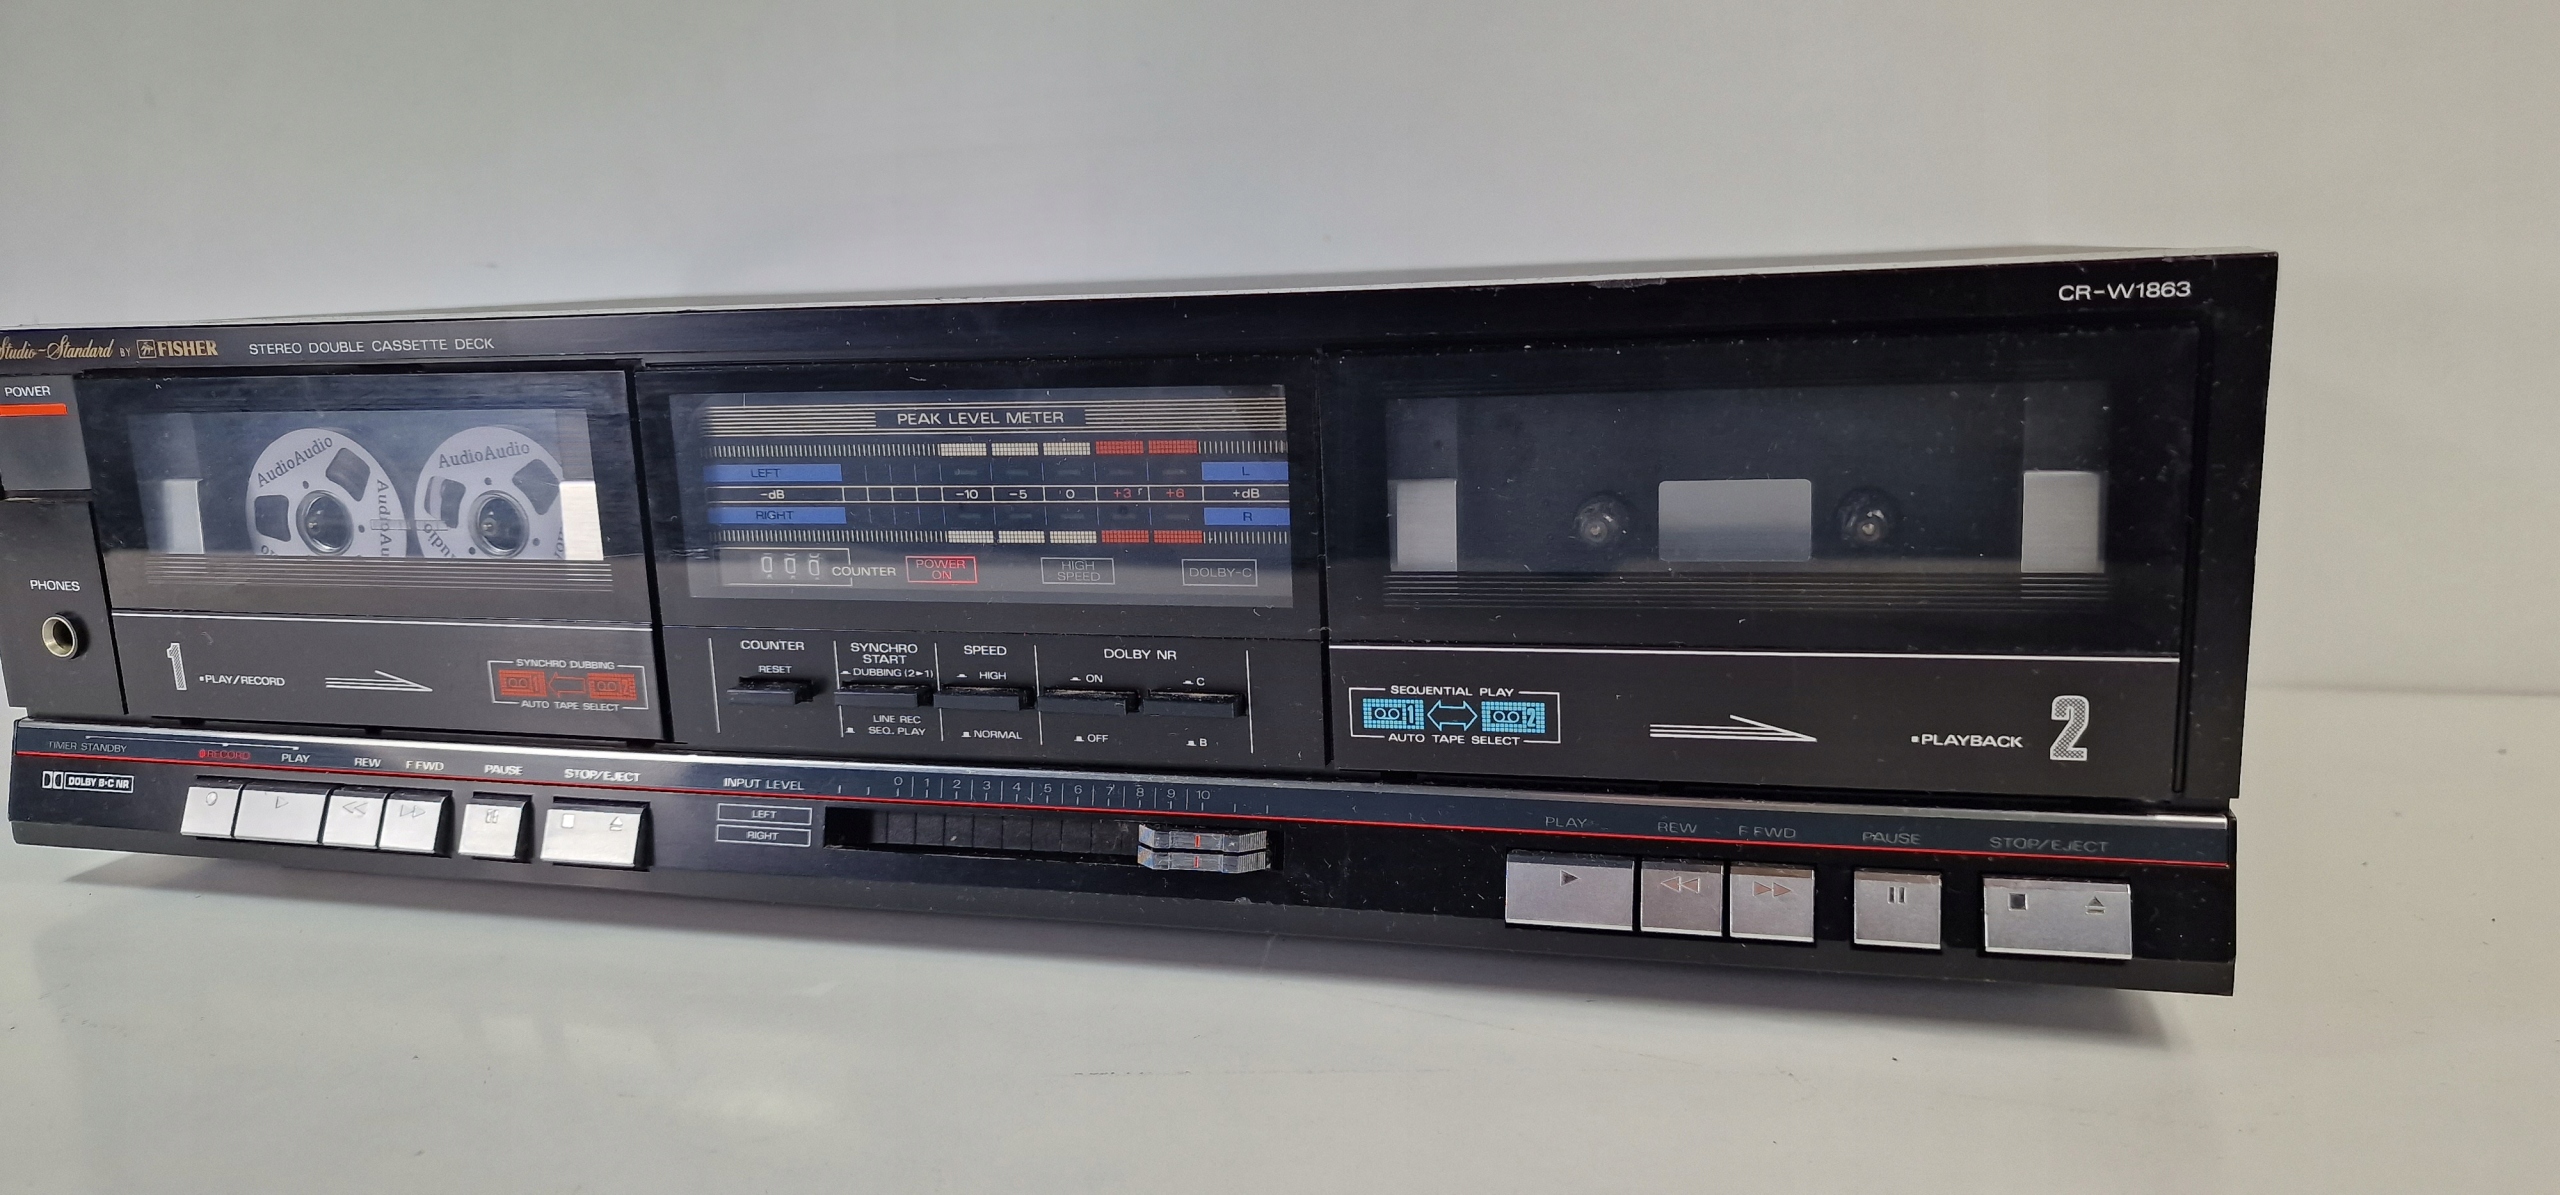 Studio-Standard BY FISHER STEREO DOUBLE CASSETTE DECK
CR-W1863
POWER
PHONES
AudioAudio
AudioAudio
1 PLAY/RECORD
SYNCHRO DUBBING
1 2
AUTO TAPE SELECT
PEAK LEVEL METER
LEFT L
-dB -10 -5 0 +3 +6 +dB
RIGHT R
000 COUNTER POWER ON HIGH SPEED DOLBY-C
COUNTER
RESET
SYNCHRO START
DUBBING (2►1)
LINE REC
SEQ. PLAY
SPEED
HIGH
NORMAL
DOLBY NR
ON
OFF
C
B
SEQUENTIAL PLAY
1 2
AUTO TAPE SELECT
PLAYBACK 2
TIMER STANDBY
RECORD PLAY REW F FWD PAUSE STOP/EJECT
DOLBY B·C NR
INPUT LEVEL 0 1 2 3 4 5 6 7 8 9 10
LEFT
RIGHT
PLAY REW F FWD PAUSE STOP/EJECT